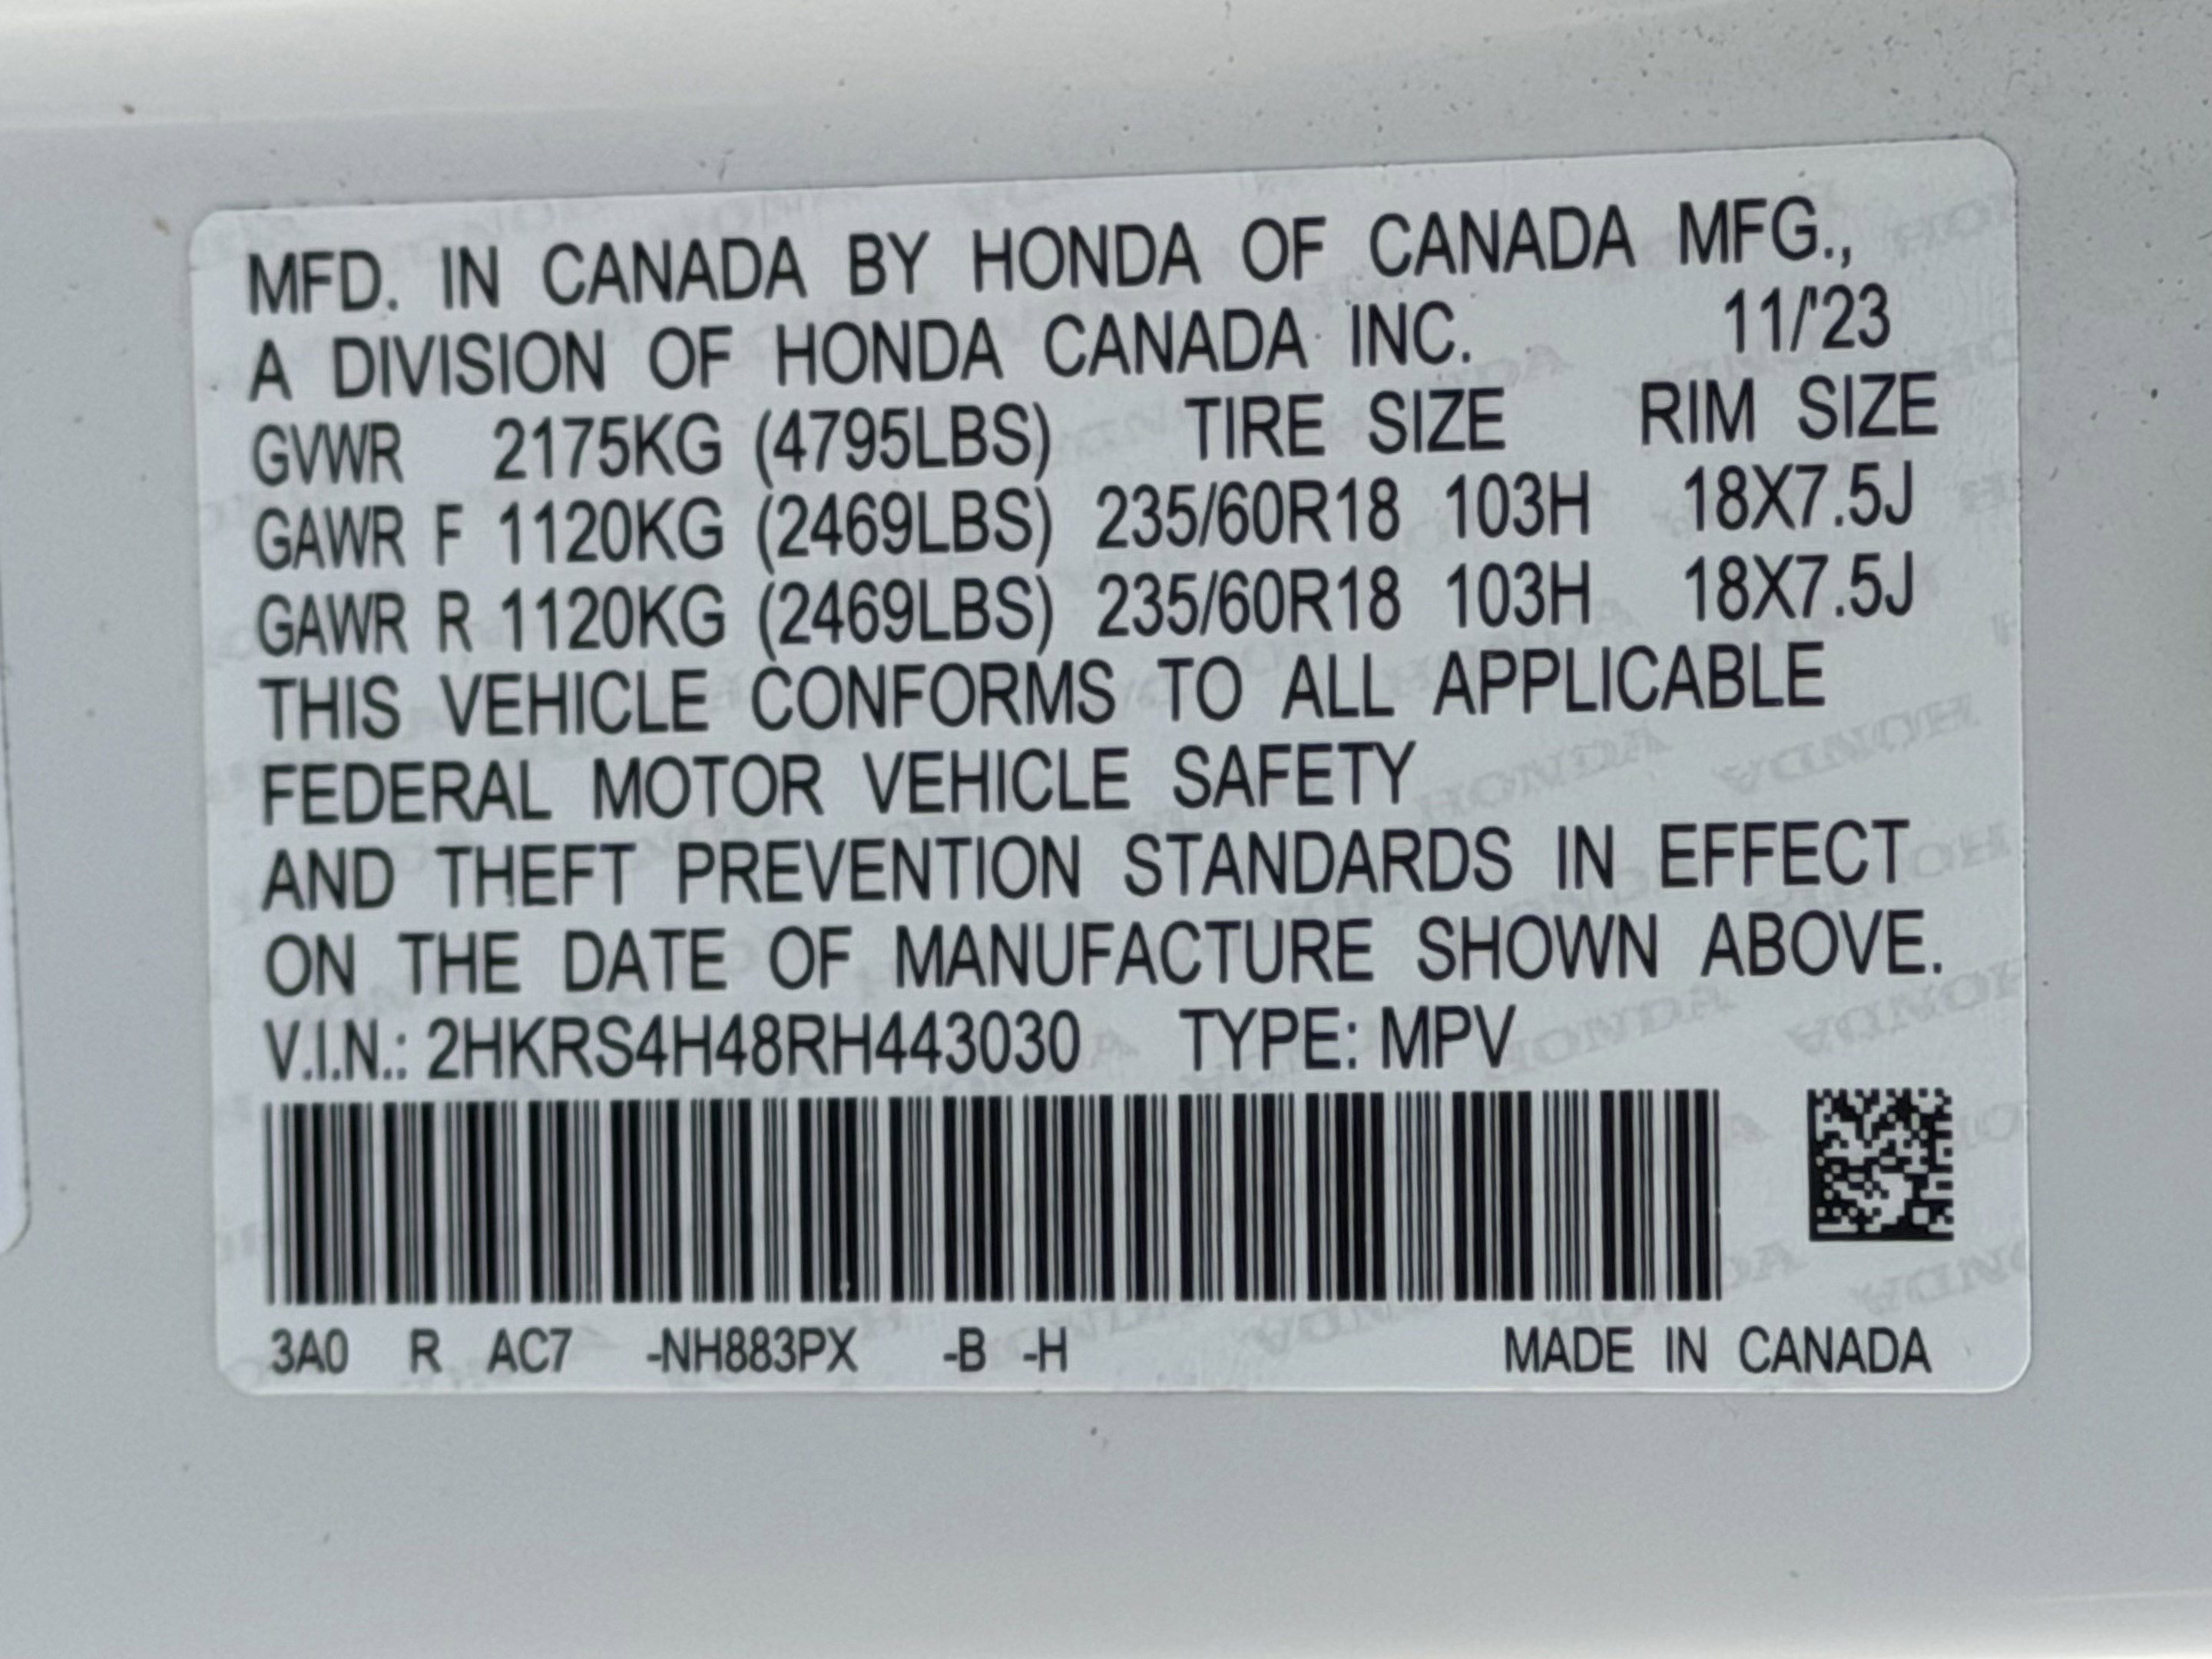 MFD. IN CANADA BY HONDA OF CANADA MFG.,
A DIVISION OF HONDA CANADA INC. 11/'23
GVWR 2175KG (4795LBS) TIRE SIZE RIM SIZE
GAWR F 1120KG (2469LBS) 235/60R18 103H 18X7.5J
GAWR R 1120KG (2469LBS) 235/60R18 103H 18X7.5J
THIS VEHICLE CONFORMS TO ALL APPLICABLE
FEDERAL MOTOR VEHICLE SAFETY
AND THEFT PREVENTION STANDARDS IN EFFECT
ON THE DATE OF MANUFACTURE SHOWN ABOVE.
V.I.N.: 2HKRS4H48RH443030 TYPE: MPV
3A0 R AC7 -NH883PX -B -H MADE IN CANADA